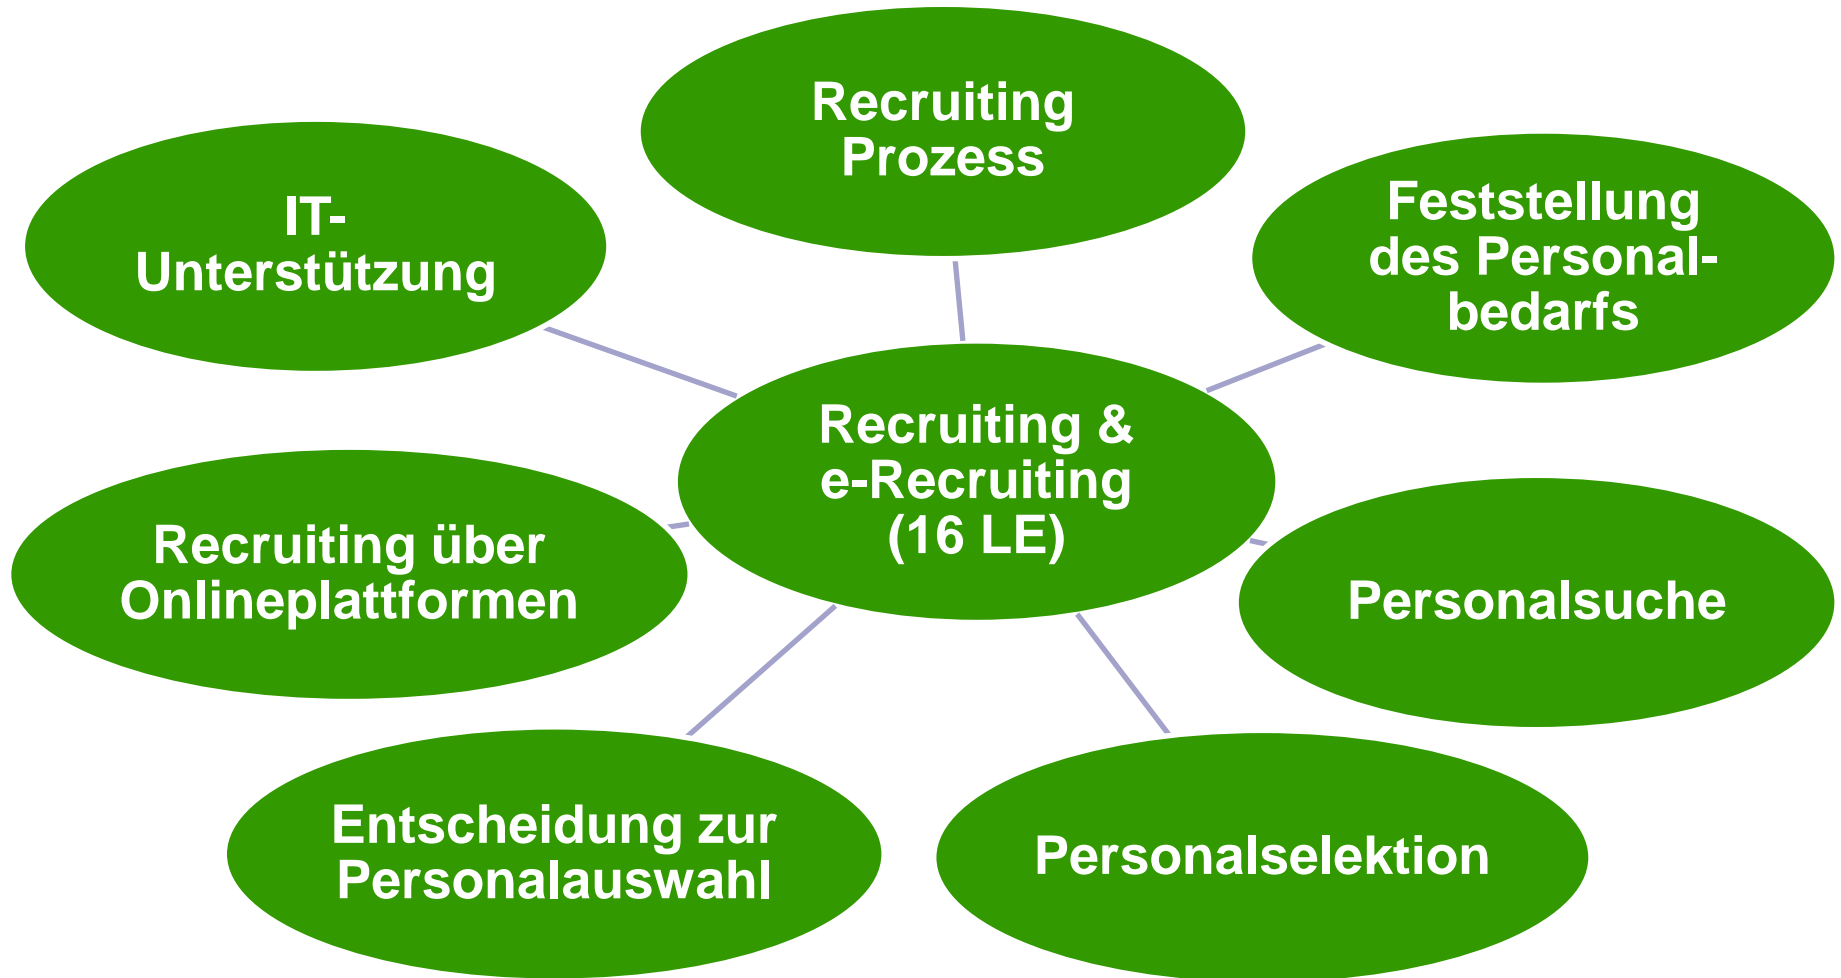 Recruiting
Prozess
IT-
Unterstützung
Feststellung
des Personal-
bedarfs
Recruiting &
e-Recruiting
(16 LE)
Recruiting über
Onlineplattformen
Personalsuche
Entscheidung zur
Personalauswahl
Personalselektion